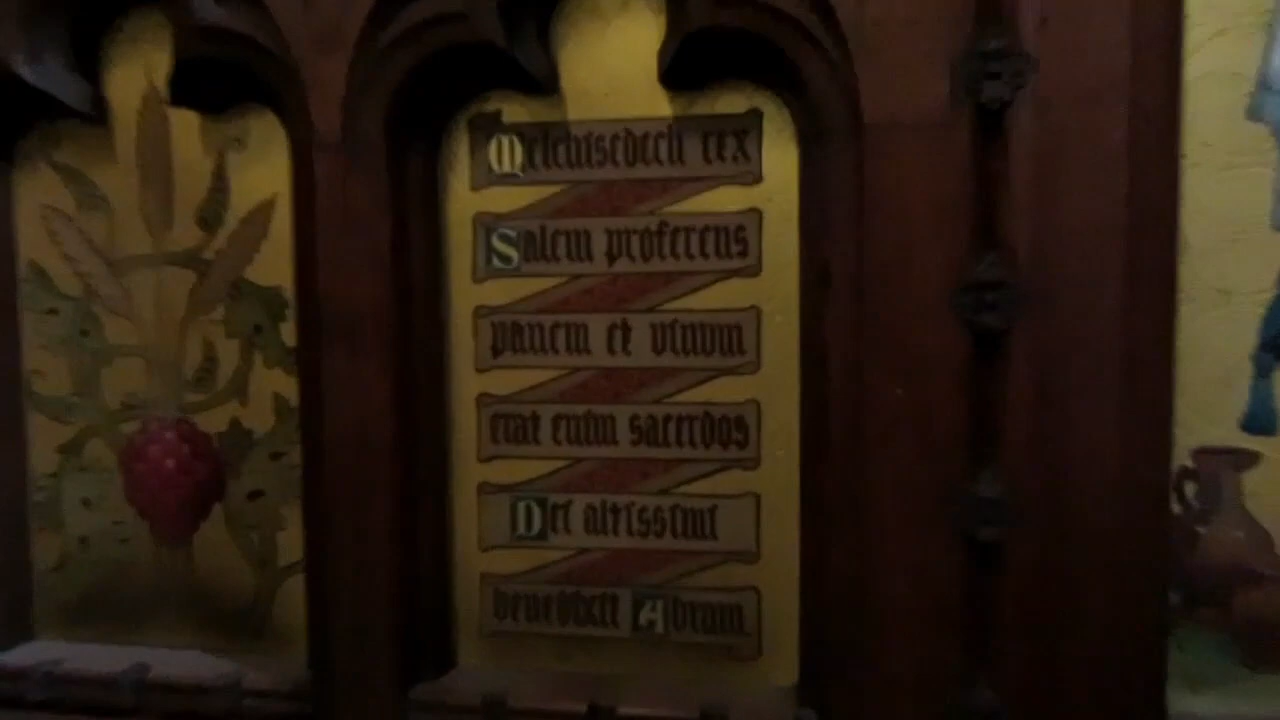 Melchisedech rex
Salem proferens
panem et vinum
erat enim sacerdos
Dei altissimi
benedixit Abram